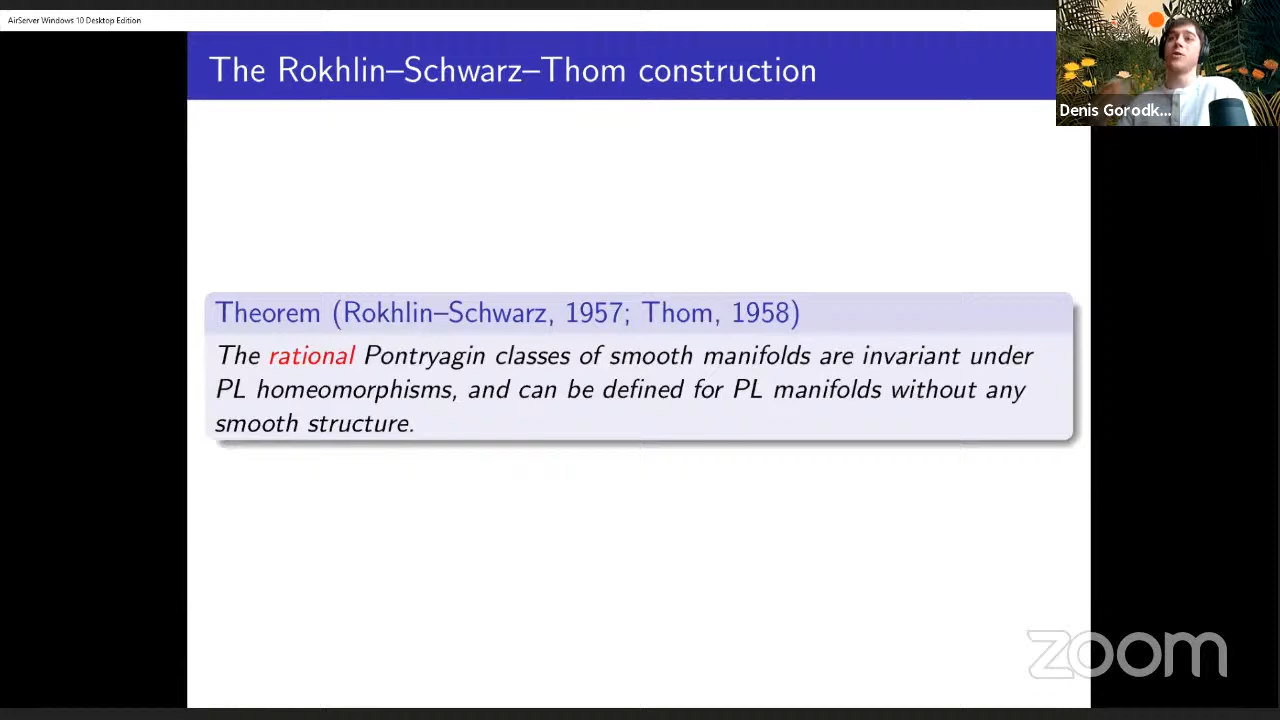 AirServer Windows 10 Desktop Edition
The Rokhlin–Schwarz–Thom construction
Denis Gorodk...
Theorem (Rokhlin–Schwarz, 1957; Thom, 1958)
The rational Pontryagin classes of smooth manifolds are invariant under
PL homeomorphisms, and can be defined for PL manifolds without any
smooth structure.
zoom